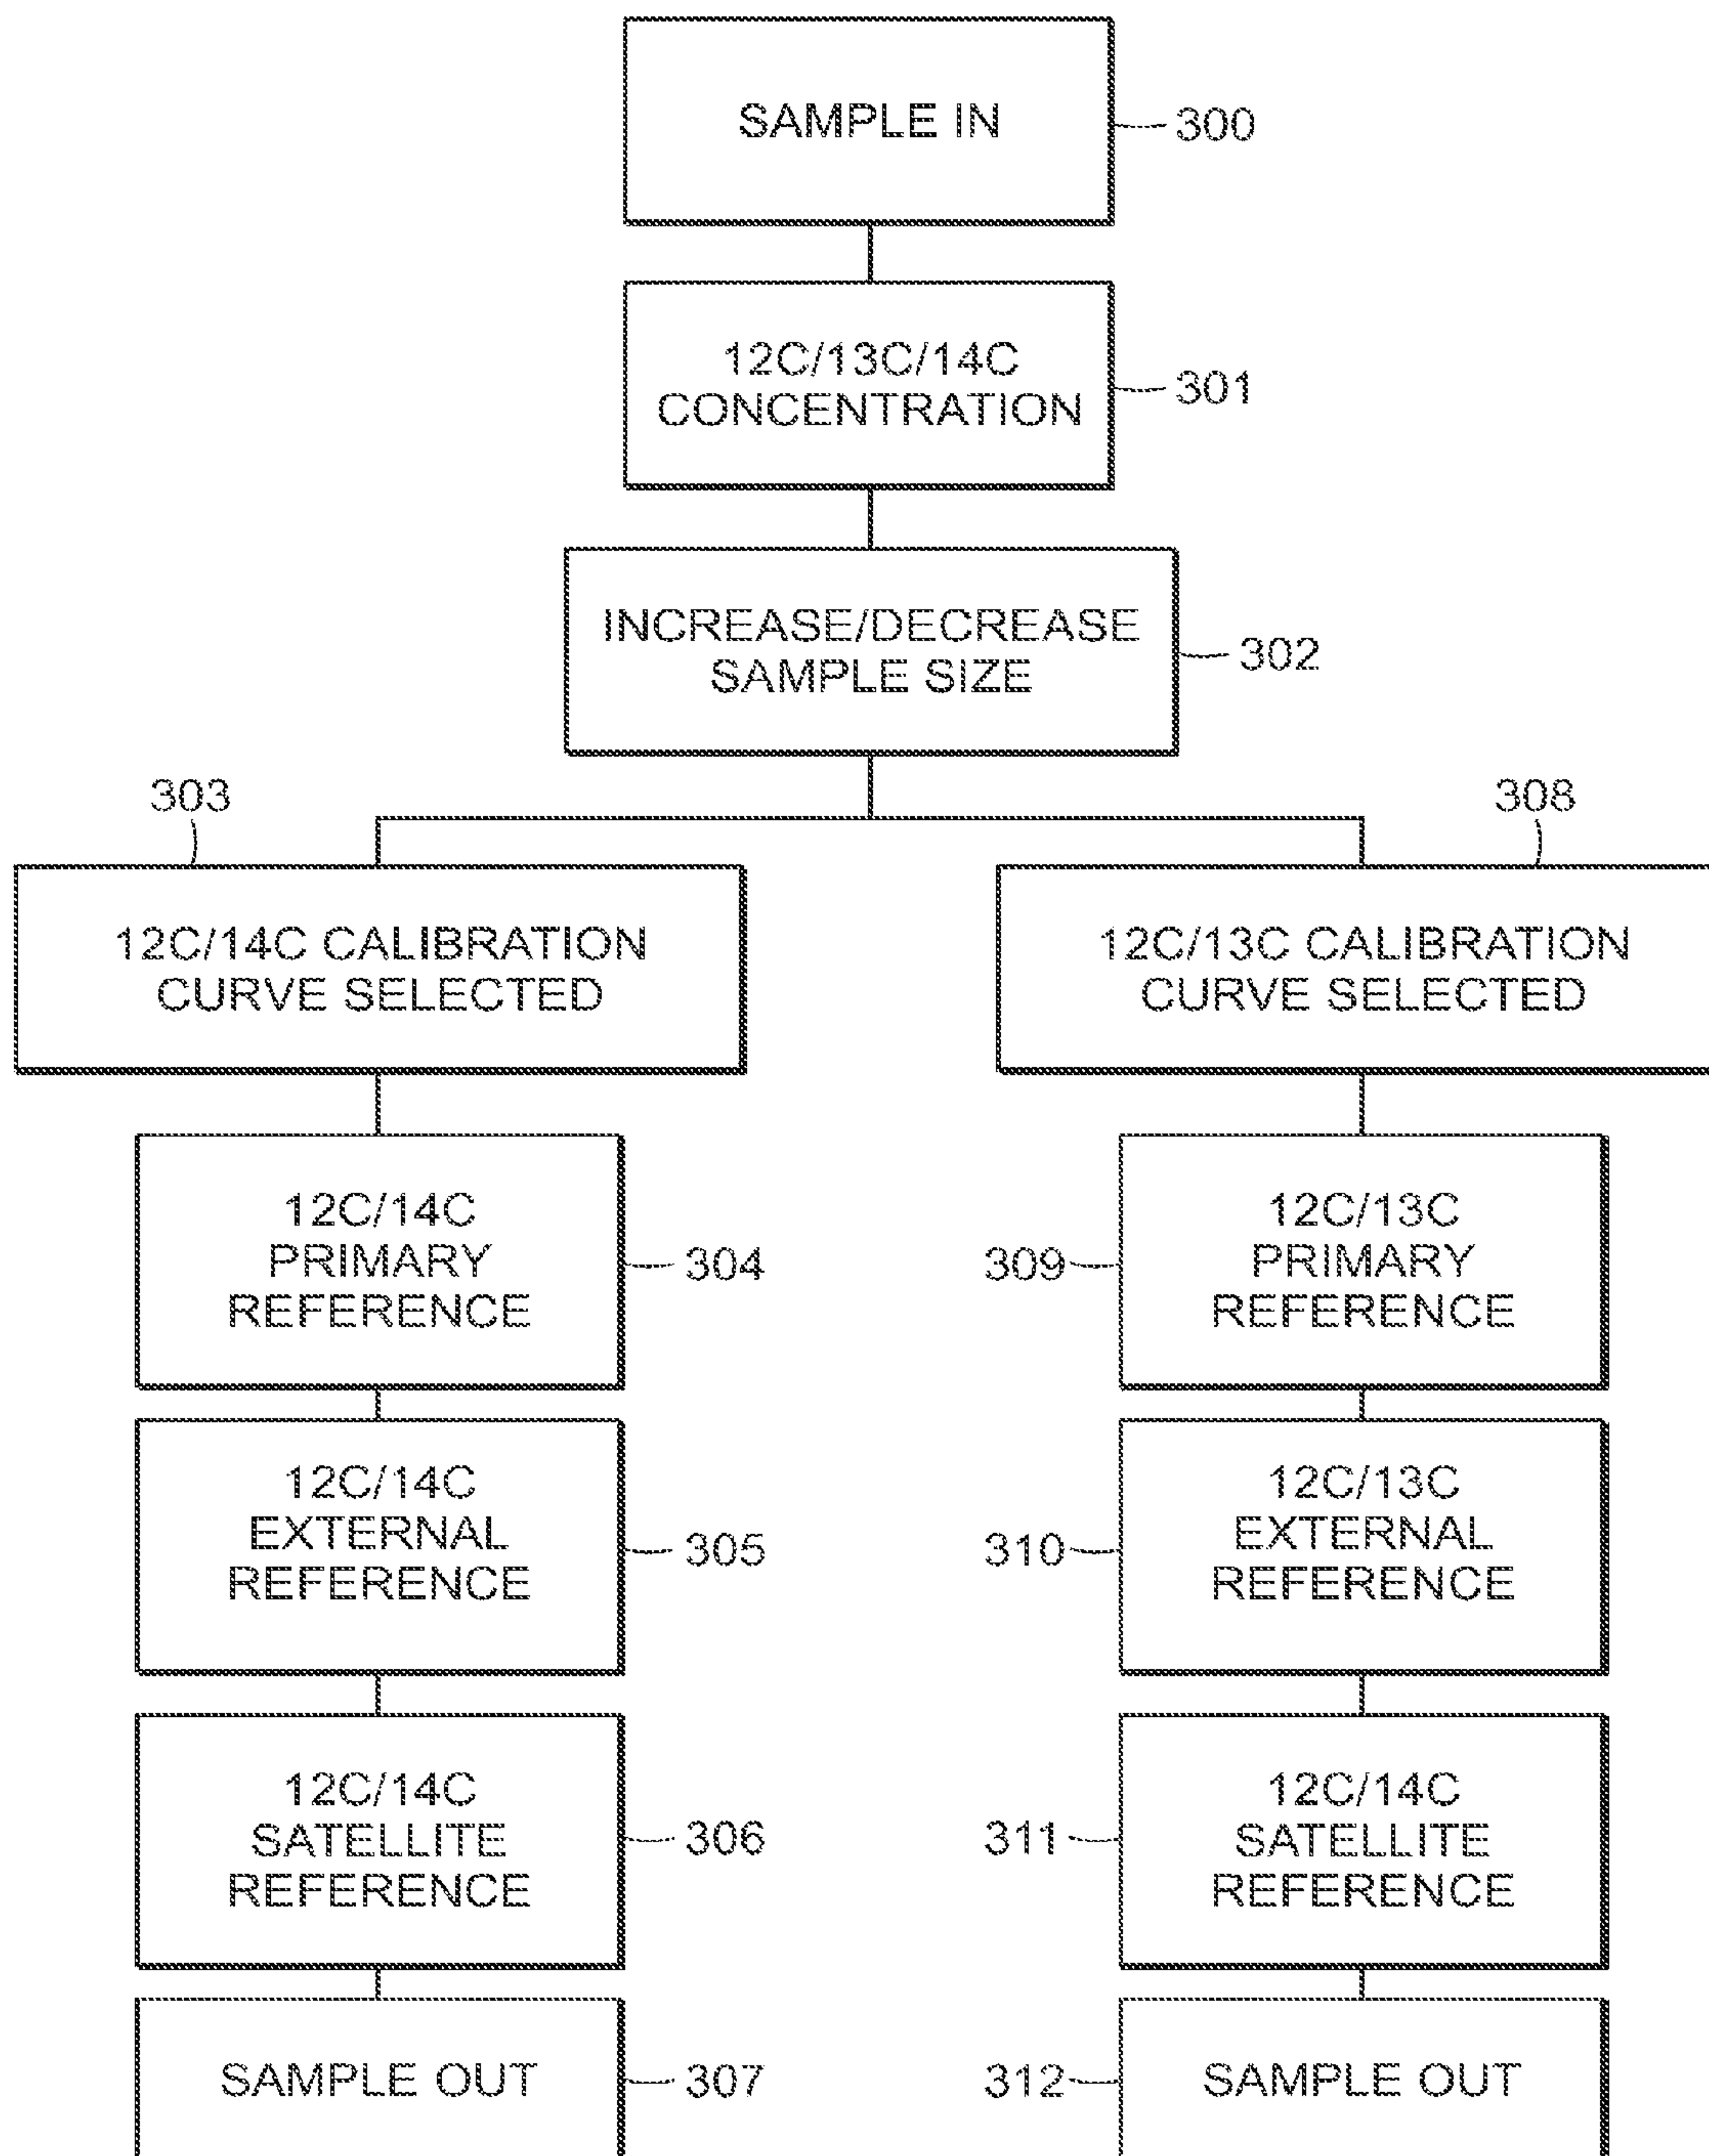 SAMPLE IN
300
12C/13C/14C
CONCENTRATION
301
INCREASE/DECREASE
SAMPLE SIZE
302
303
12C/14C CALIBRATION
CURVE SELECTED
12C/14C
PRIMARY
REFERENCE
304
12C/14C
EXTERNAL
REFERENCE
305
12C/14C
SATELLITE
REFERENCE
306
SAMPLE OUT
307
308
12C/13C CALIBRATION
CURVE SELECTED
309
12C/13C
PRIMARY
REFERENCE
310
12C/13C
EXTERNAL
REFERENCE
311
12C/14C
SATELLITE
REFERENCE
312
SAMPLE OUT